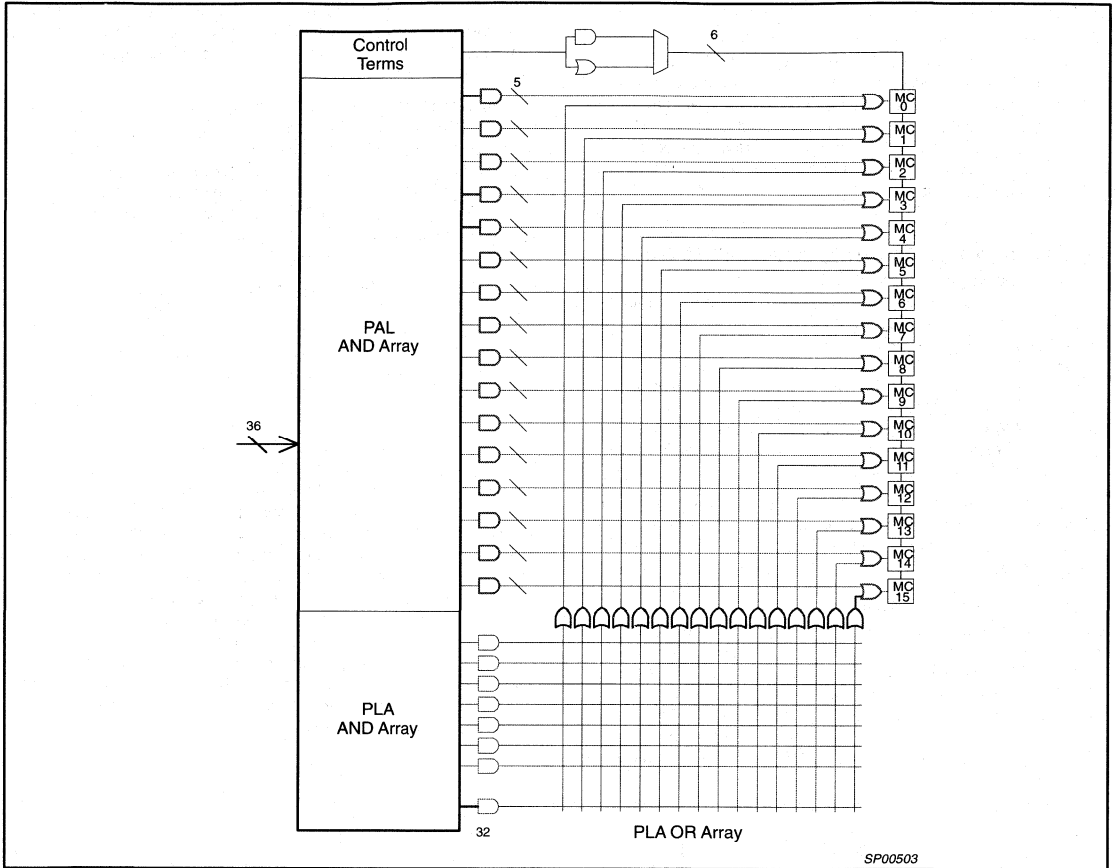 Control
Terms
6
5
MC
0
MC
1
MC
2
MC
3
MC
4
MC
5
MC
6
PAL
AND Array
MC
7
MC
8
MC
9
36
MC
10
MC
11
MC
12
MC
13
MC
14
MC
15
PLA
AND Array
32
PLA OR Array
SP00503